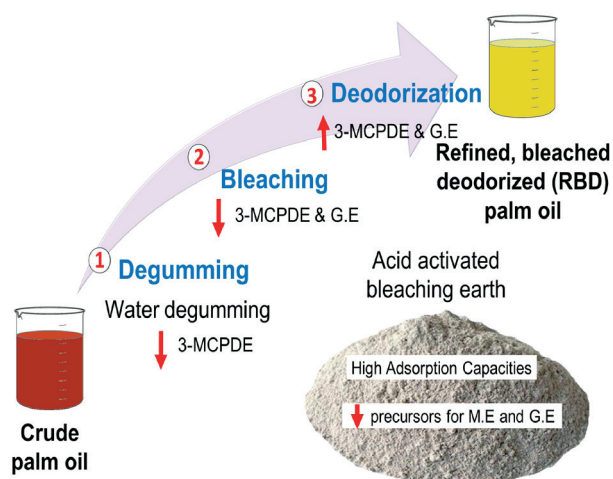 3 Deodorization
3-MCPDE & G.E
Refined, bleached
deodorized (RBD)
palm oil
2
Bleaching
3-MCPDE & G.E
1 Degumming
Water degumming
3-MCPDE
Crude
palm oil
Acid activated
bleaching earth
High Adsorption Capacities
precursors for M.E and G.E